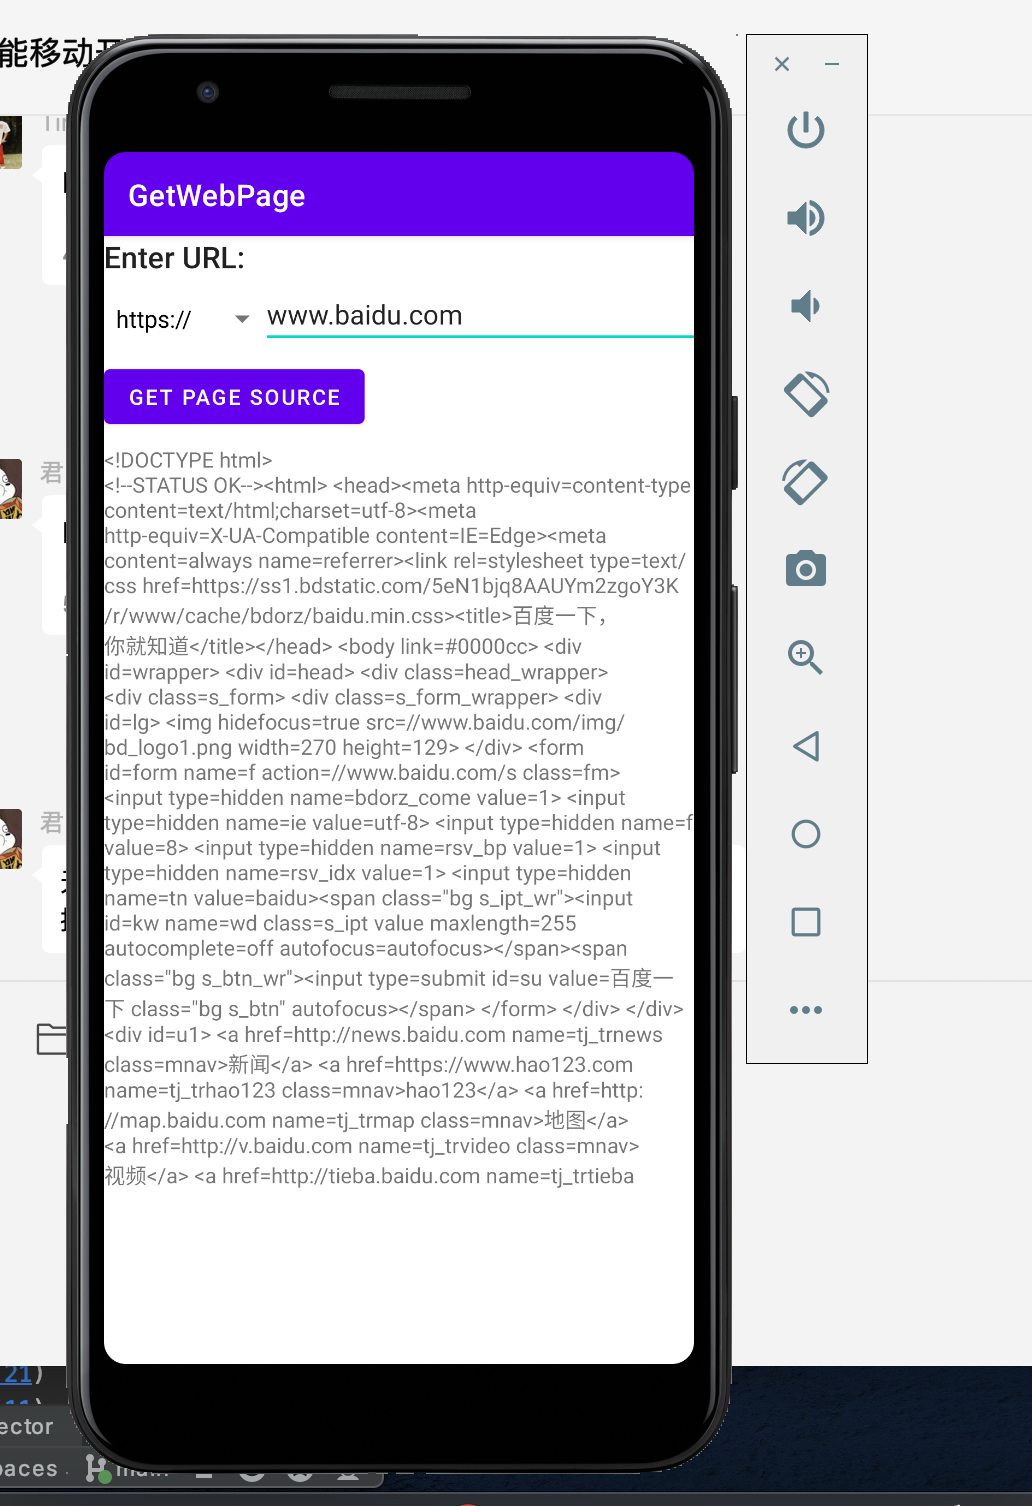 能移动开
GetWebPage
Enter URL:
https://
www.baidu.com
GET PAGE SOURCE
<!DOCTYPE html>
<!--STATUS OK--><html> <head><meta http-equiv=content-type
content=text/html;charset=utf-8><meta
http-equiv=X-UA-Compatible content=IE=Edge><meta
content=always name=referrer><link rel=stylesheet type=text/
css href=https://ss1.bdstatic.com/5eN1bjq8AAUYm2zgoY3K
/r/www/cache/bdorz/baidu.min.css><title>百度一下，
你就知道</title></head> <body link=#0000cc> <div
id=wrapper> <div id=head> <div class=head_wrapper>
<div class=s_form> <div class=s_form_wrapper> <div
id=lg> <img hidefocus=true src=//www.baidu.com/img/
bd_logo1.png width=270 height=129> </div> <form
id=form name=f action=//www.baidu.com/s class=fm>
<input type=hidden name=bdorz_come value=1> <input
type=hidden name=ie value=utf-8> <input type=hidden name=f
value=8> <input type=hidden name=rsv_bp value=1> <input
type=hidden name=rsv_idx value=1> <input type=hidden
name=tn value=baidu><span class="bg s_ipt_wr"><input
id=kw name=wd class=s_ipt value maxlength=255
autocomplete=off autofocus=autofocus></span><span
class="bg s_btn_wr"><input type=submit id=su value=百度一
下 class="bg s_btn" autofocus></span> </form> </div> </div>
<div id=u1> <a href=http://news.baidu.com name=tj_trnews
class=mnav>新闻</a> <a href=https://www.hao123.com
name=tj_trhao123 class=mnav>hao123</a> <a href=http:
//map.baidu.com name=tj_trmap class=mnav>地图</a>
<a href=http://v.baidu.com name=tj_trvideo class=mnav>
视频</a> <a href=http://tieba.baidu.com name=tj_trtieba
君
君
21)
ector
paces